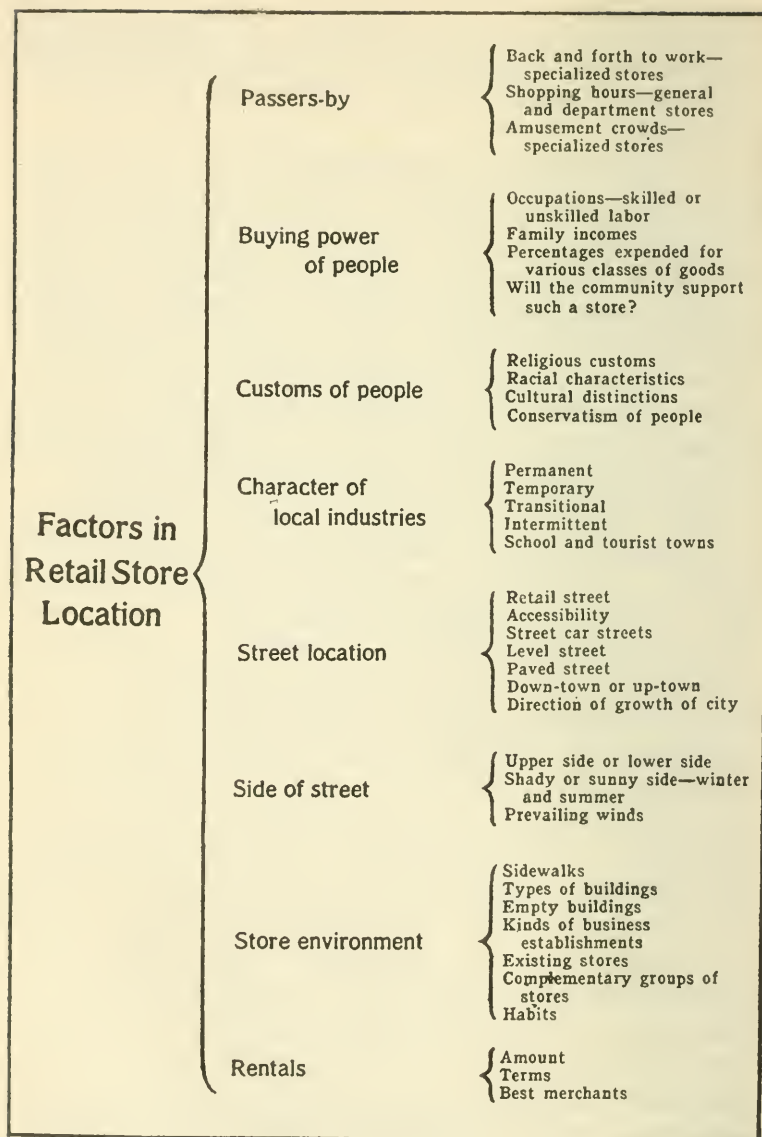 Factors in
Retail Store
Location
Passers-by
Back and forth to work—
specialized stores
Shopping hours—general
and department stores
Amusement crowds—
specialized stores
Buying power
of people
Occupations—skilled or
unskilled labor
Family incomes
Percentages expended for
various classes of goods
Will the community support
such a store?
Customs of people
Religious customs
Racial characteristics
Cultural distinctions
Conservatism of people
Character of
local industries
Permanent
Temporary
Transitional
Intermittent
School and tourist towns
Street location
Retail street
Accessibility
Street car streets
Level street
Paved street
Down-town or up-town
Direction of growth of city
Side of street
Upper side or lower side
Shady or sunny side—winter
and summer
Prevailing winds
Store environment
Sidewalks
Types of buildings
Empty buildings
Kinds of business
establishments
Existing stores
Complementary groups of
stores
Habits
Rentals
Amount
Terms
Best merchants